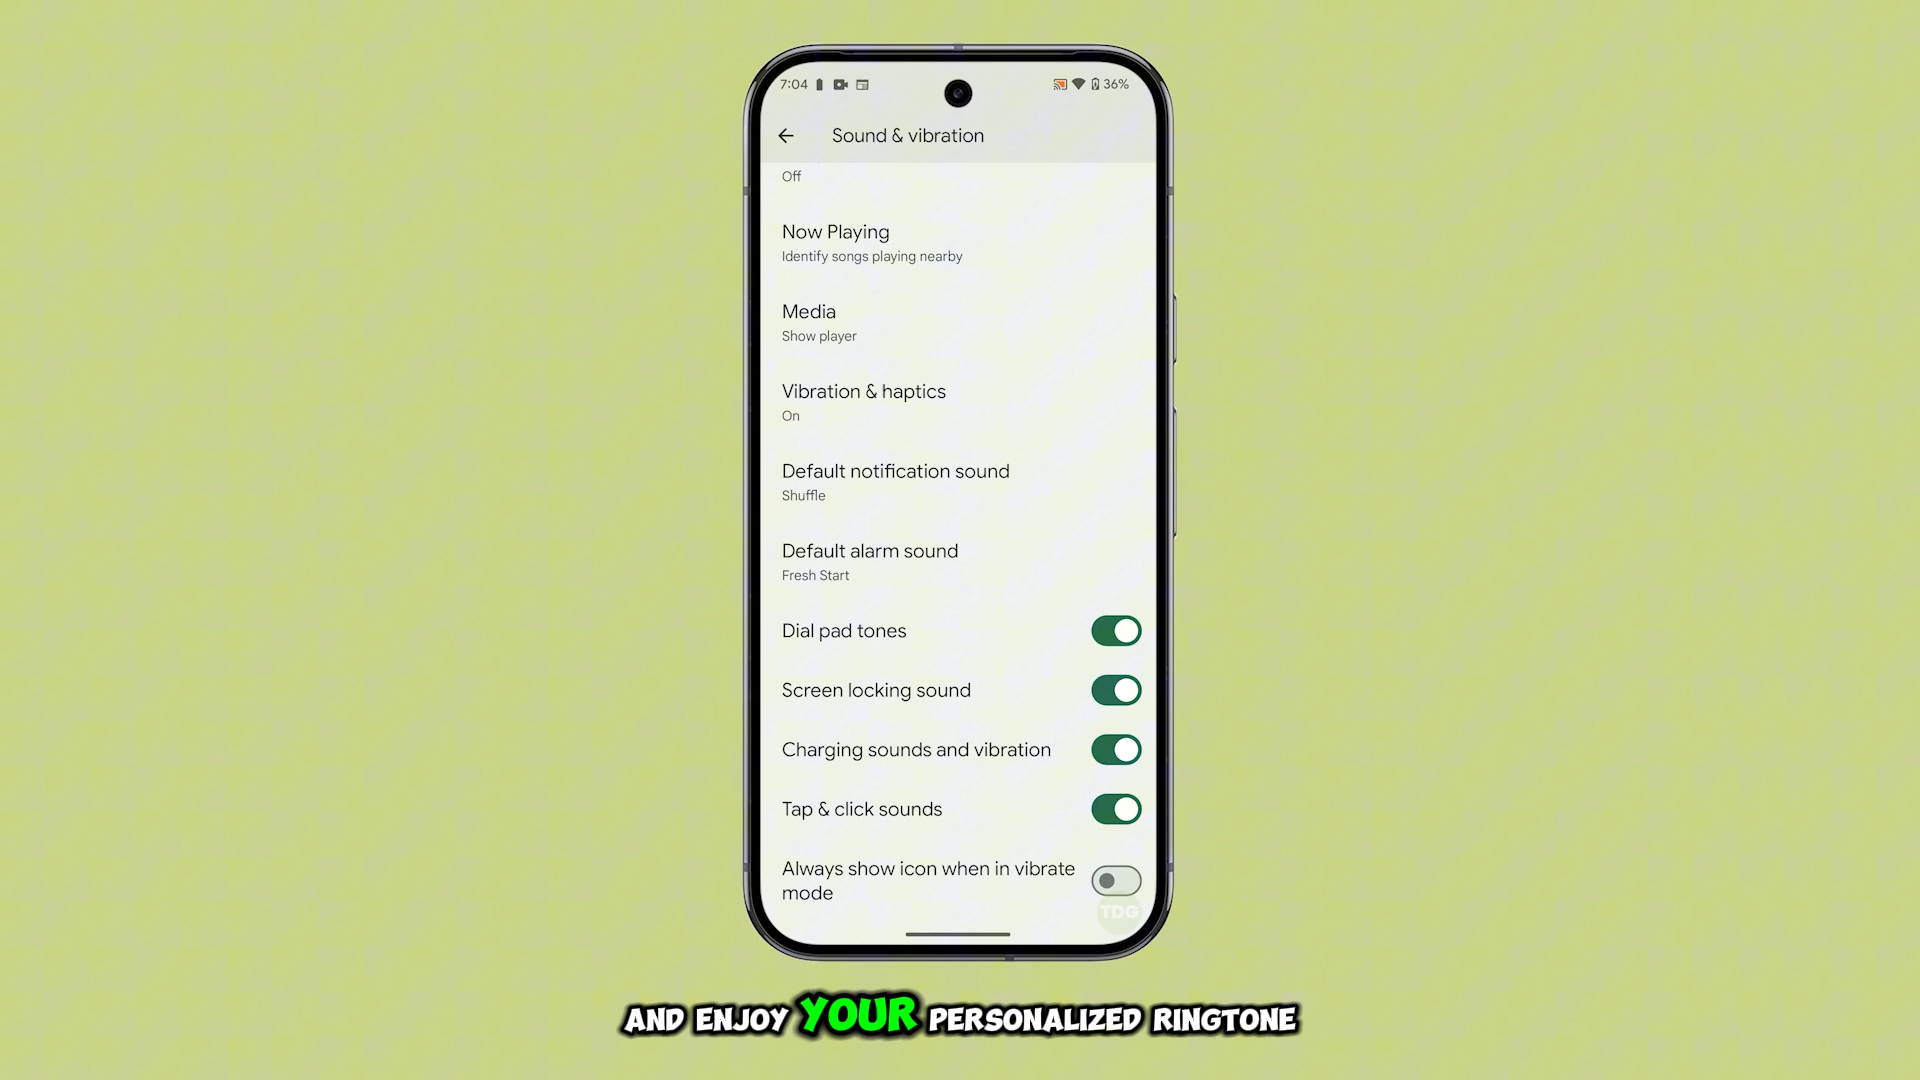 7:04
36%
Sound & vibration
Off
Now Playing
Identify songs playing nearby
Media
Show player
Vibration & haptics
On
Default notification sound
Shuffle
Default alarm sound
Fresh Start
Dial pad tones
Screen locking sound
Charging sounds and vibration
Tap & click sounds
Always show icon when in vibrate
mode
TDG
AND ENJOY YOUR PERSONALIZED RINGTONE